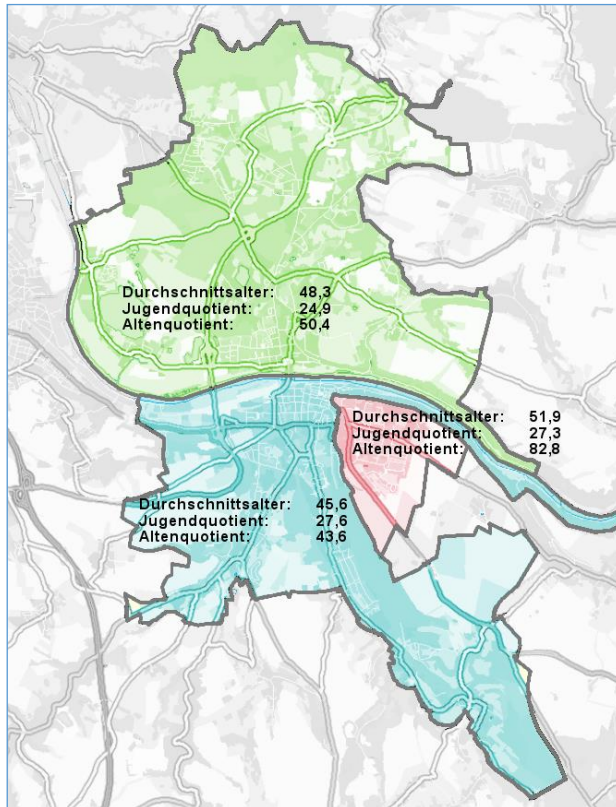 Durchschnittsalter: 48,3
Jugendquotient: 24,9
Altenquotient: 50,4
Durchschnittsalter: 51,9
Jugendquotient: 27,3
Altenquotient: 82,8
Durchschnittsalter: 45,6
Jugendquotient: 27,6
Altenquotient: 43,6